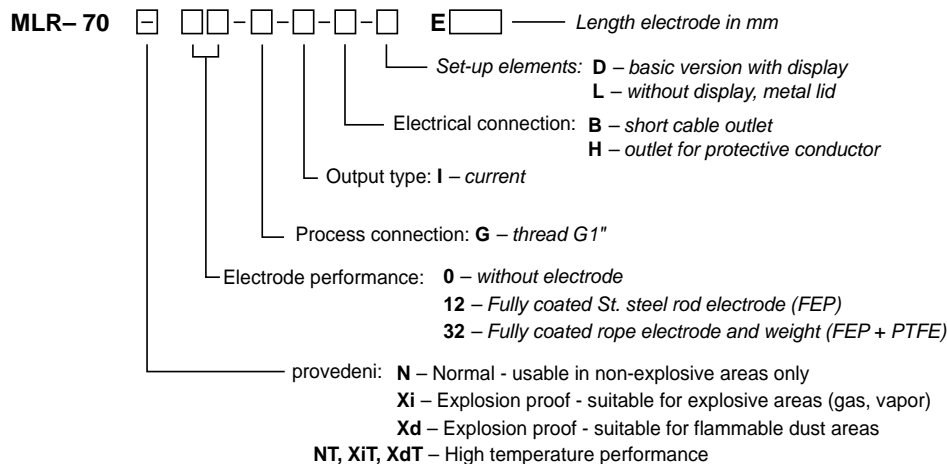 MLR– 70 - - - - - E Length electrode in mm
Set-up elements: D – basic version with display
L – without display, metal lid
Electrical connection: B – short cable outlet
H – outlet for protective conductor
Output type: I – current
Process connection: G – thread G1"
Electrode performance: 0 – without electrode
12 – Fully coated St. steel rod electrode (FEP)
32 – Fully coated rope electrode and weight (FEP + PTFE)
provedeni: N – Normal - usable in non-explosive areas only
Xi – Explosion proof - suitable for explosive areas (gas, vapor)
Xd – Explosion proof - suitable for flammable dust areas
NT, XiT, XdT – High temperature performance